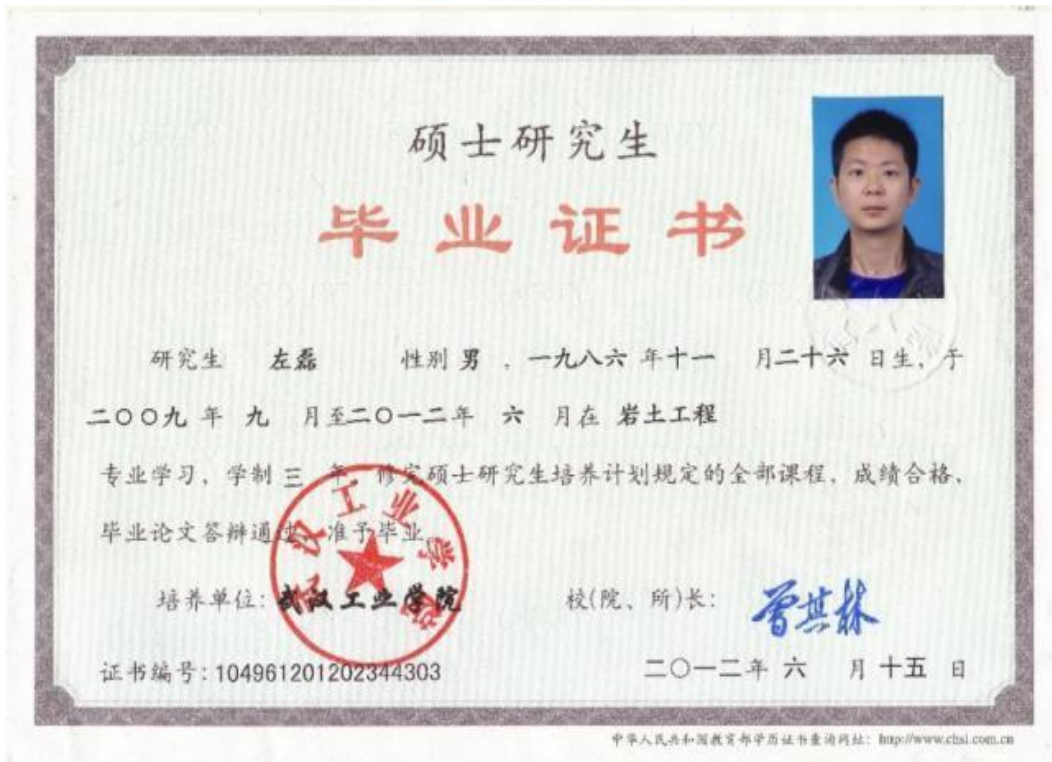 硕士研究生
毕业证书
研究生 左磊 性别 男 ，一九八六 年十一 月二十六 日生，于
二〇〇九 年 九 月至二〇一二年 六 月在 岩土工程
专业学习，学制 三 年，修完硕士研究生培养计划规定的全部课程，成绩合格，
毕业论文答辩通过，准予毕业。
培养单位：武汉工业学院 校(院、所)长：曾其林
证书编号：104961201202344303 二〇一二年 六 月 十五 日
中华人民共和国教育部学历证书查询网址：http://www.chsi.com.cn